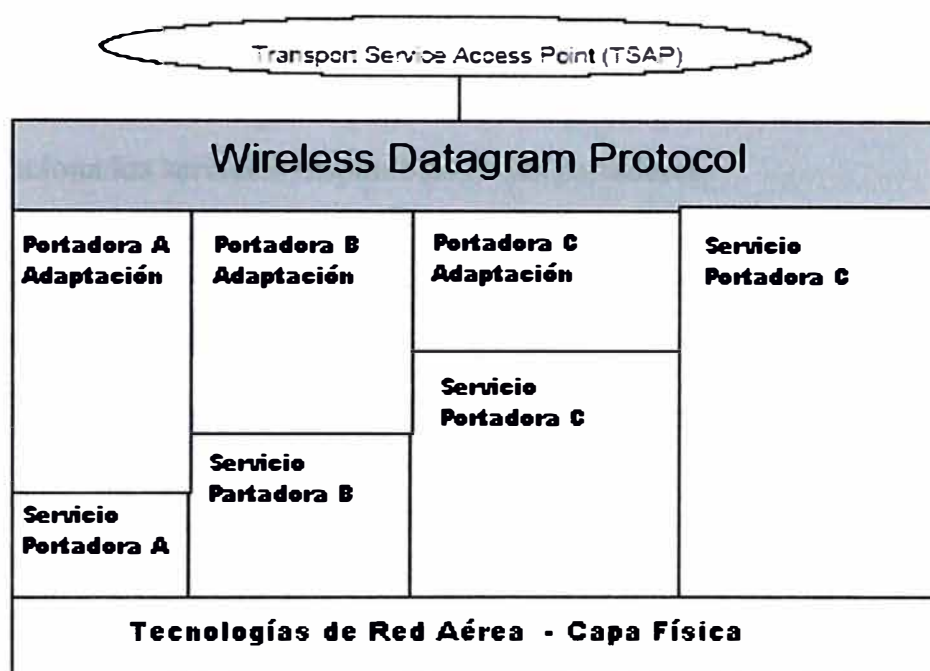 Transport Service Access Point (TSAP)
Wireless Datagram Protocol
Portadora A
Adaptación
Portadora B
Adaptación
Portadora C
Adaptación
Servicio
Portadora C
Servicio
Portadora C
Servicio
Partadora B
Servicio
Portadora A
Tecnologías de Red Aérea - Capa Física